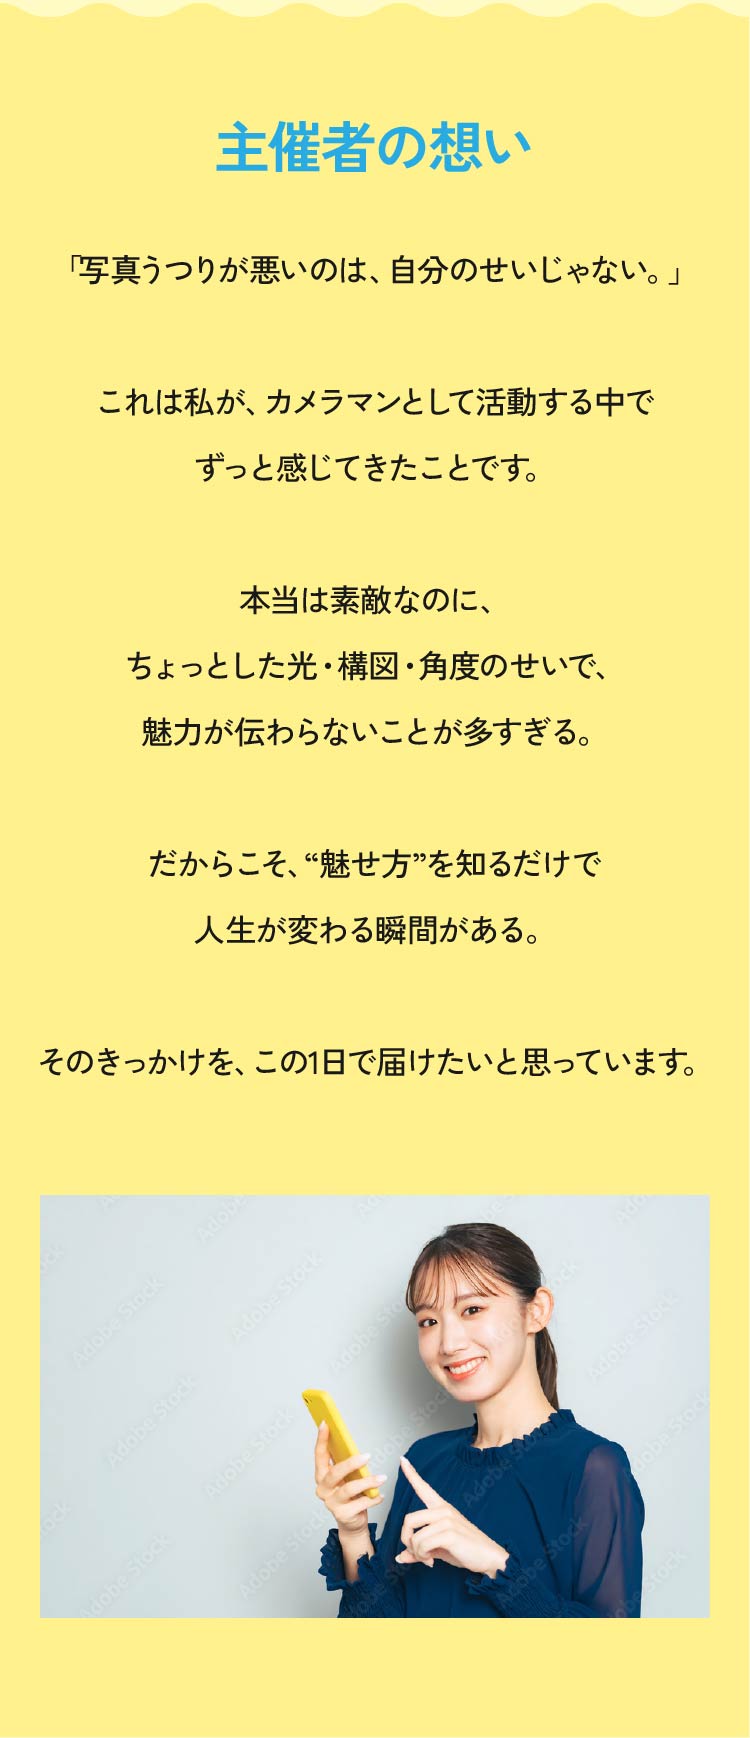 主催者の想い
「写真うつりが悪いのは、自分のせいじゃない。」
これは私が、カメラマンとして活動する中で
ずっと感じてきたことです。
本当は素敵なのに、
ちょっとした光・構図・角度のせいで、
魅力が伝わらないことが多すぎる。
だからこそ、“魅せ方”を知るだけで
人生が変わる瞬間がある。
そのきっかけを、この1日で届けたいと思っています。
Adobe Stock